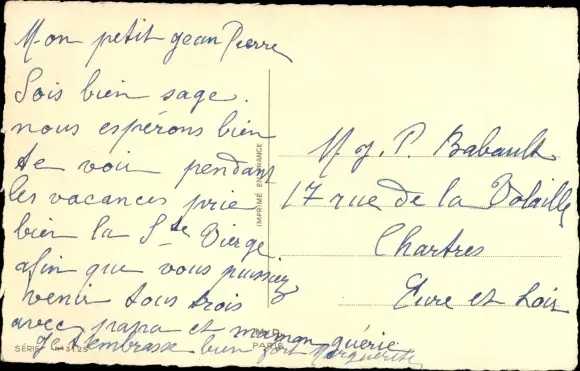 Mon petit Jean Pierre
Sois bien sage.
nous espérons bien
te voir pendant
les vacances prie
bien la Ste Vierge
afin que vous puissiez
venir tous trois
avec papa et maman guérie
Je t'embrasse bien fort Marguerite
M J. P. Babault
17 rue de la Volaille
Chartres
Eure et Loir
IMPRIMÉ EN FRANCE
PARIS
SÉRIE